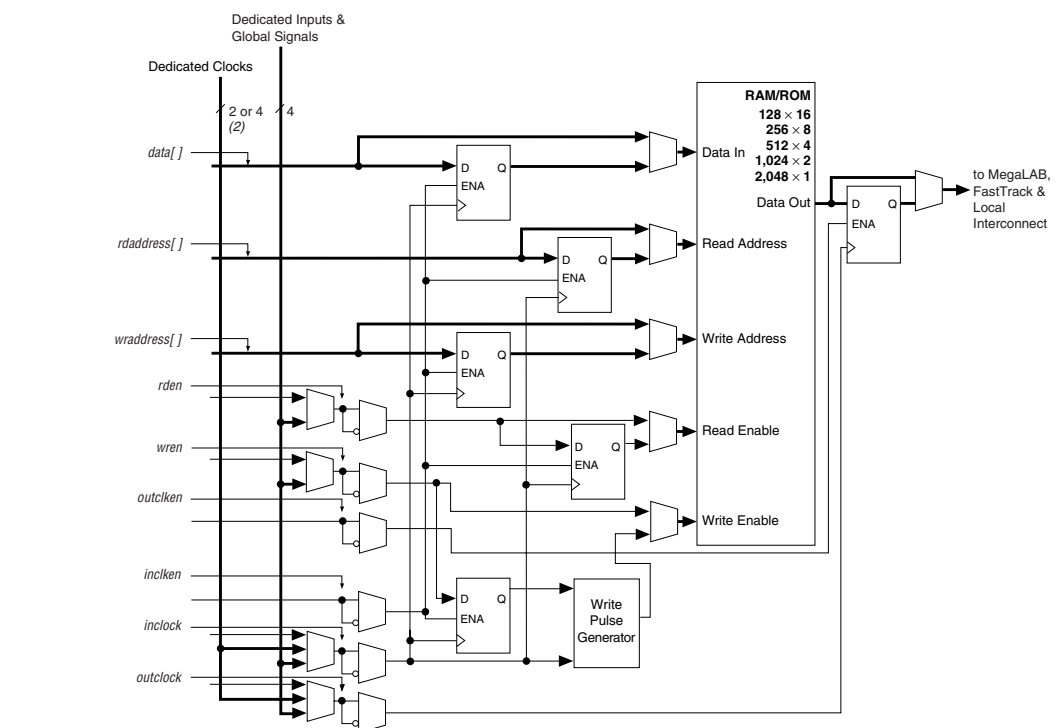 Dedicated Inputs &
Global Signals
Dedicated Clocks
2 or 4
(2)
4
RAM/ROM
128 × 16
256 × 8
512 × 4
1,024 × 2
2,048 × 1
data[ ]
D Q
ENA
Data In
Data Out
D Q
ENA
to MegaLAB,
FastTrack &
Local
Interconnect
rdaddress[ ]
D Q
ENA
Read Address
wraddress[ ]
D Q
ENA
Write Address
rden
D Q
ENA
Read Enable
wren
outclken
Write Enable
inclken
D Q
ENA
Write
Pulse
Generator
inclock
outclock